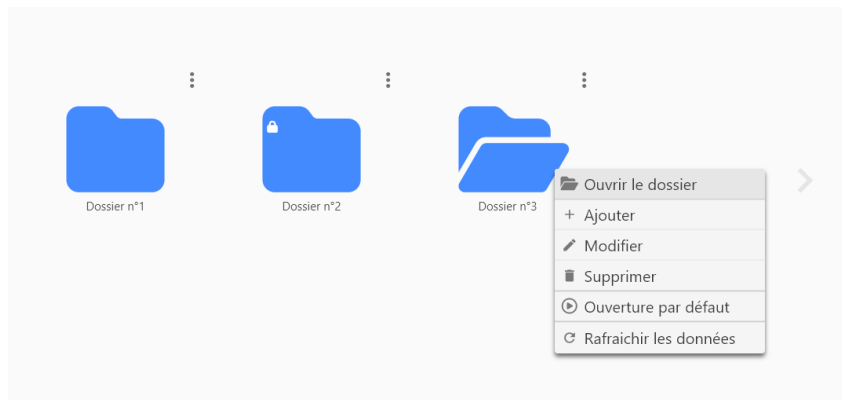 Dossier n°1
Dossier n°2
Dossier n°3
Ouvrir le dossier
Ajouter
Modifier
Supprimer
Ouverture par défaut
Rafraichir les données